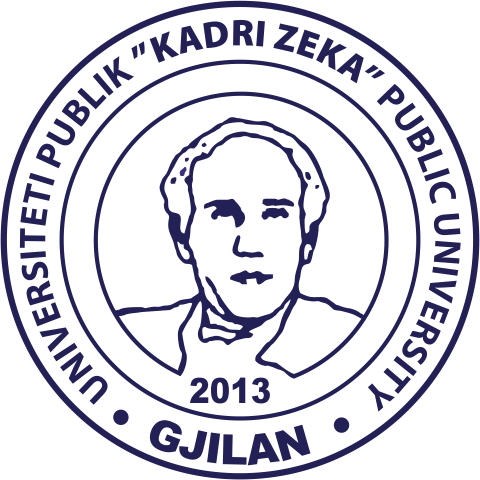 UNIVERSITETI PUBLIK "KADRI ZEKA" PUBLIC UNIVERSITY
2013
• GJILAN •